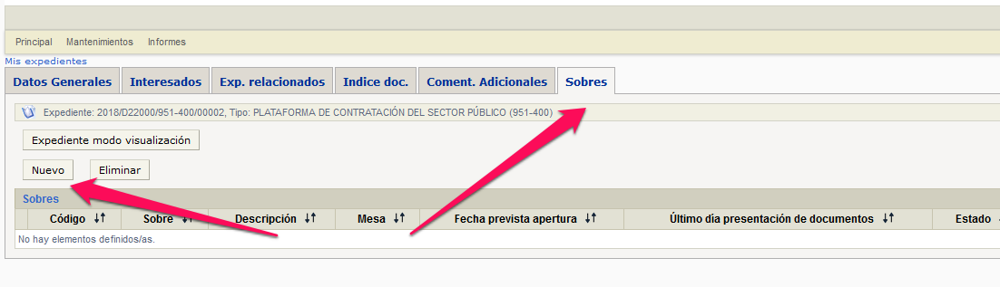 Principal Mantenimientos Informes
Mis expedientes
Datos Generales Interesados Exp. relacionados Indice doc. Coment. Adicionales Sobres
Expediente: 2018/D22000/951-400/00002, Tipo: PLATAFORMA DE CONTRATACIÓN DEL SECTOR PÚBLICO (951-400)
Expediente modo visualización
Nuevo Eliminar
Sobres
Código Sobre Descripción Mesa Fecha prevista apertura Último día presentación de documentos Estado
No hay elementos definidos/as.